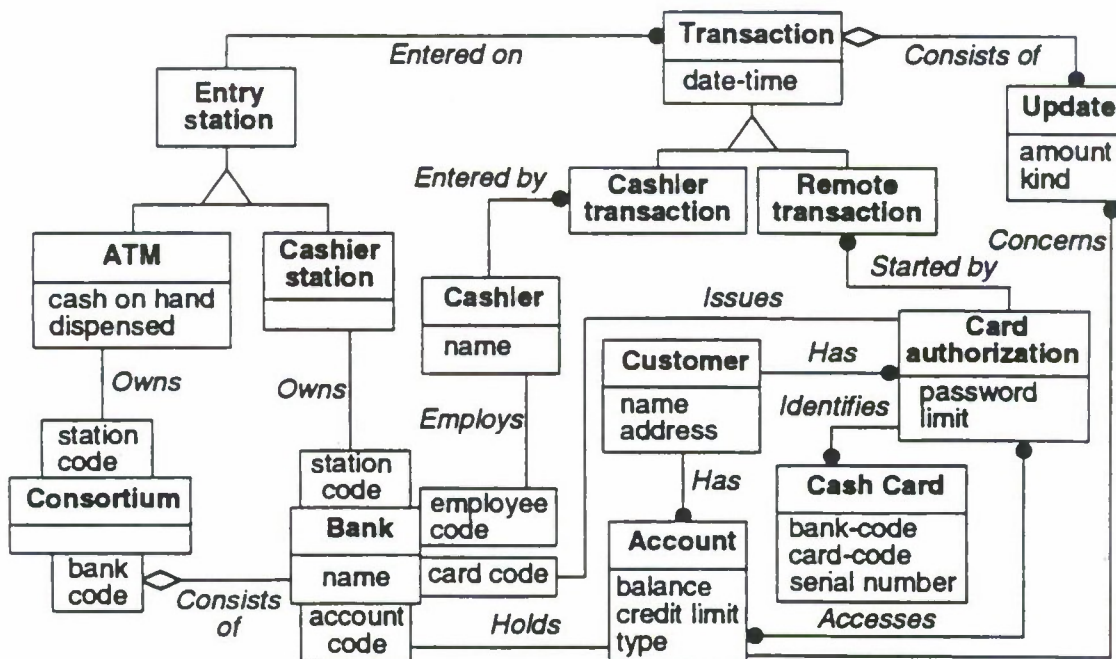 Transaction
Entered on
Consists of
date-time
Entry
station
Update
amount
kind
Entered by
Cashier
transaction
Remote
transaction
ATM
cash on hand
dispensed
Cashier
station
Concerns
Started by
Cashier
name
Issues
Card
authorization
password
limit
Customer
name
address
Has
Owns
Owns
Employs
Identifies
station
code
Consortium
bank
code
station
code
Bank
name
employee
code
card code
account
code
Has
Cash Card
bank-code
card-code
serial number
Account
balance
credit limit
type
Consists
of
Holds
Accesses